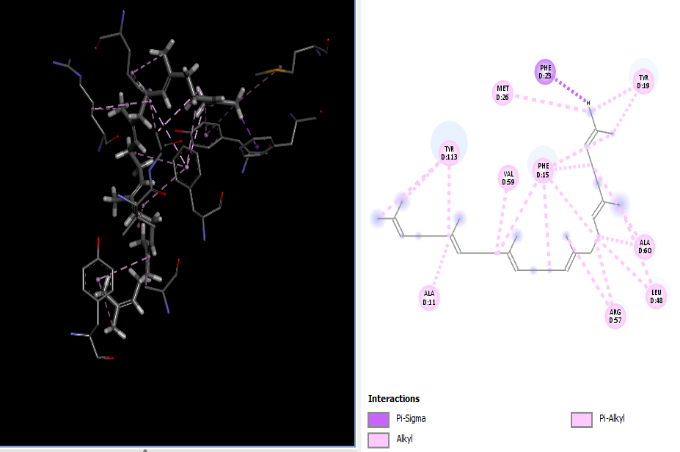 PHE
D:23
TYR
D:19
MET
D:26
H
TYR
D:113
VAL
D:59
PHE
D:15
ALA
D:60
ALA
D:11
LEU
D:48
ARG
D:57
Interactions
Pi-Sigma
Pi-Alkyl
Alkyl